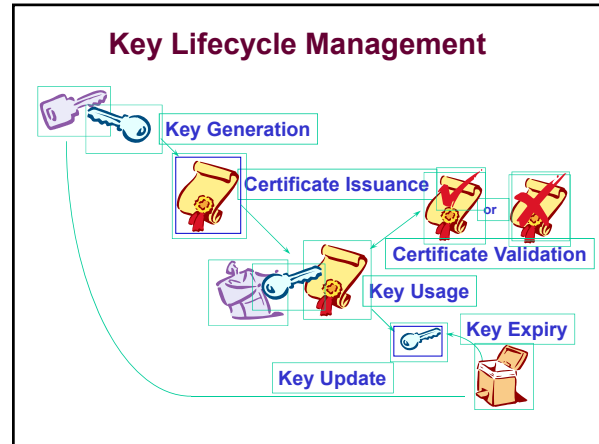 Key Lifecycle Management
Key Generation
Certificate Issuance
or
Certificate Validation
Key Usage
Key Expiry
Key Update